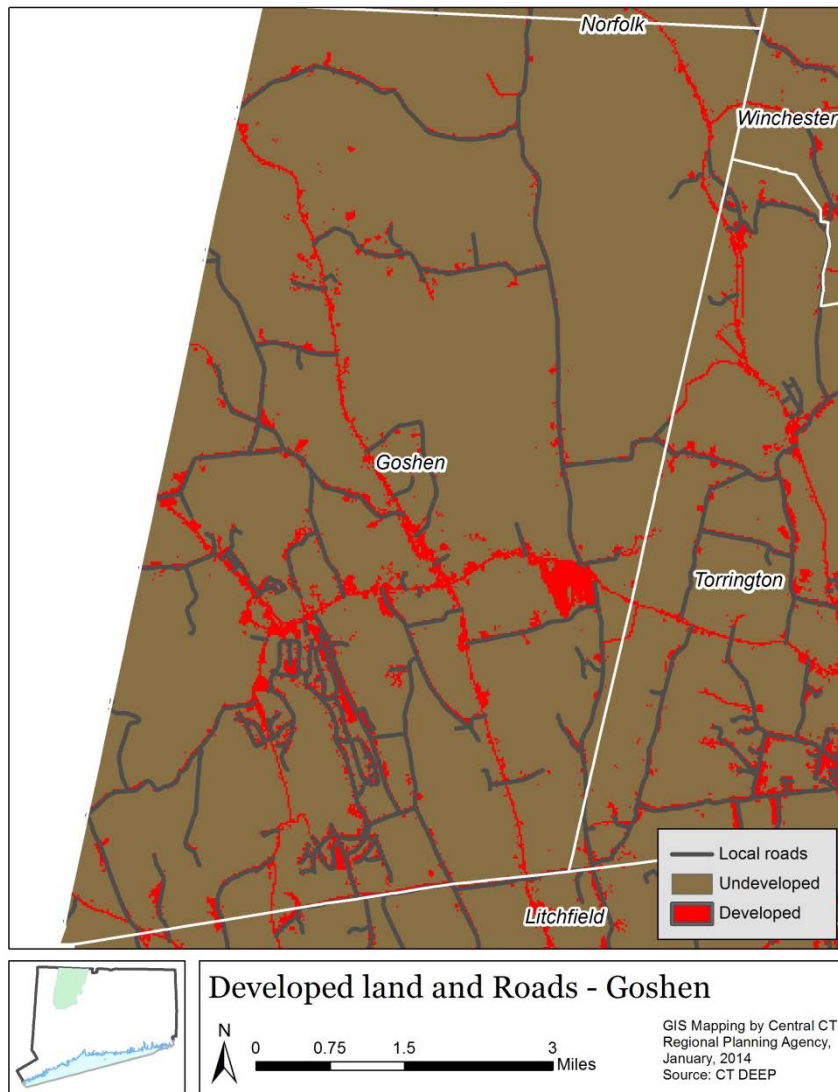 Norfolk
Winchester
Goshen
Torrington
Litchfield
Local roads
Undeveloped
Developed
Developed land and Roads - Goshen
N
0 0.75 1.5 3
Miles
GIS Mapping by Central CT
Regional Planning Agency,
January, 2014
Source: CT DEEP